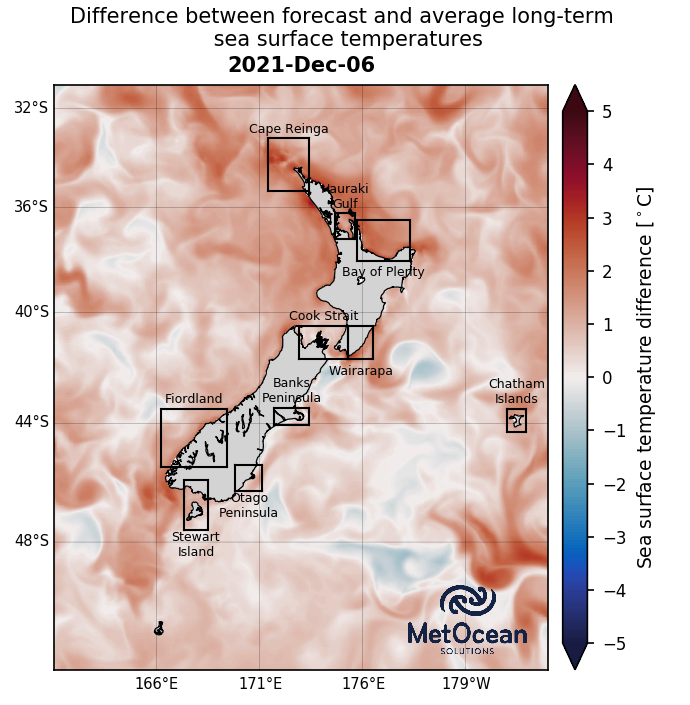 Difference between forecast and average long-term
sea surface temperatures
2021-Dec-06
32°S
36°S
40°S
44°S
48°S
166°E
171°E
176°E
179°W
Cape Reinga
Hauraki
Gulf
Bay of Plenty
Cook Strait
Wairarapa
Banks
Peninsula
Fiordland
Chatham
Islands
Otago
Peninsula
Stewart
Island
MetOcean
SOLUTIONS
5
4
3
2
1
0
−1
−2
−3
−4
−5
Sea surface temperature difference [°C]